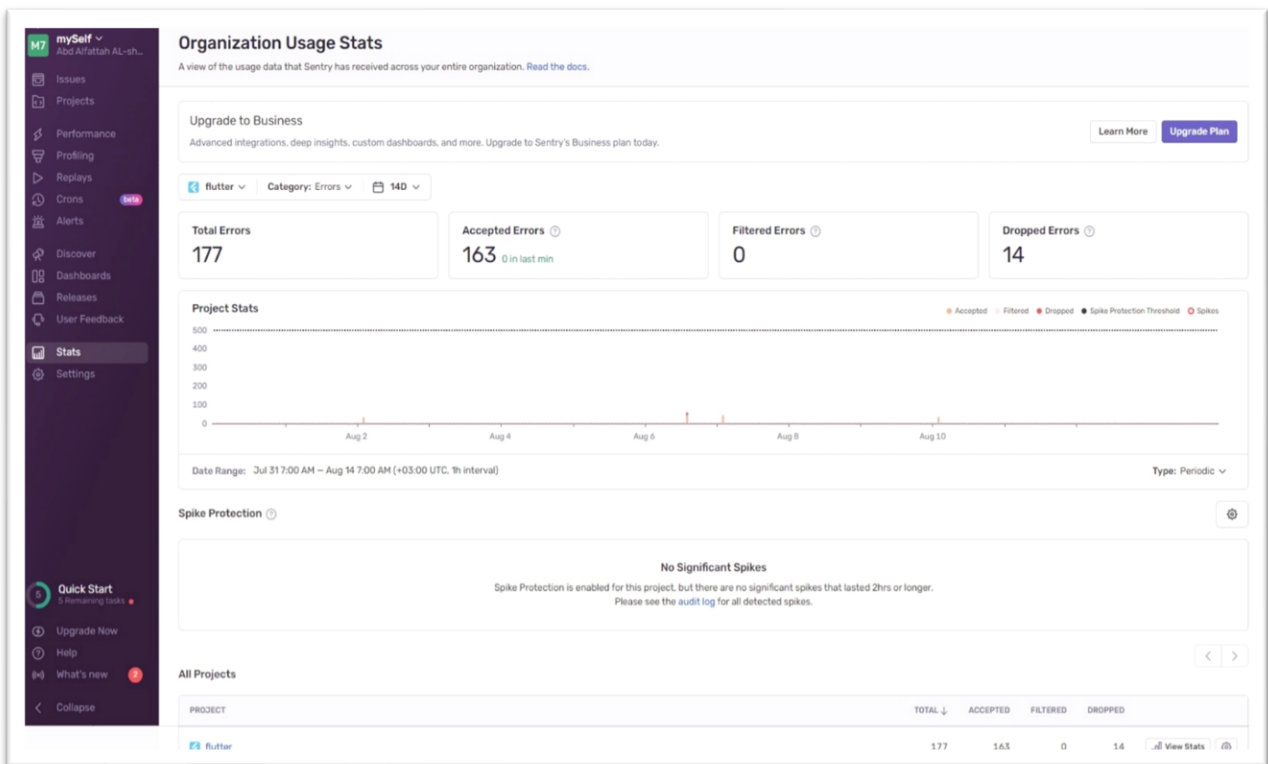 M7
mySelf
Abd Alfattah AL-sh...
Issues
Projects
Performance
Profiling
Replays
Crons beta
Alerts
Discover
Dashboards
Releases
User Feedback
Stats
Settings
5
Quick Start
5 Remaining tasks
Upgrade Now
Help
What's new 2
Collapse
Organization Usage Stats
A view of the usage data that Sentry has received across your entire organization. Read the docs.
Upgrade to Business
Advanced integrations, deep insights, custom dashboards, and more. Upgrade to Sentry's Business plan today.
Learn More
Upgrade Plan
flutter Category: Errors 14D
Total Errors
177
Accepted Errors ?
163 0 in last min
Filtered Errors ?
0
Dropped Errors ?
14
Project Stats
Accepted Filtered Dropped Spike Protection Threshold Spikes
500
400
300
200
100
0
Aug 2 Aug 4 Aug 6 Aug 8 Aug 10
Date Range: Jul 31 7:00 AM — Aug 14 7:00 AM (+03:00 UTC, 1h interval)
Type: Periodic
Spike Protection ?
No Significant Spikes
Spike Protection is enabled for this project, but there are no significant spikes that lasted 2hrs or longer.
Please see the audit log for all detected spikes.
All Projects
PROJECT TOTAL ↓ ACCEPTED FILTERED DROPPED
flutter 177 163 0 14 View Stats